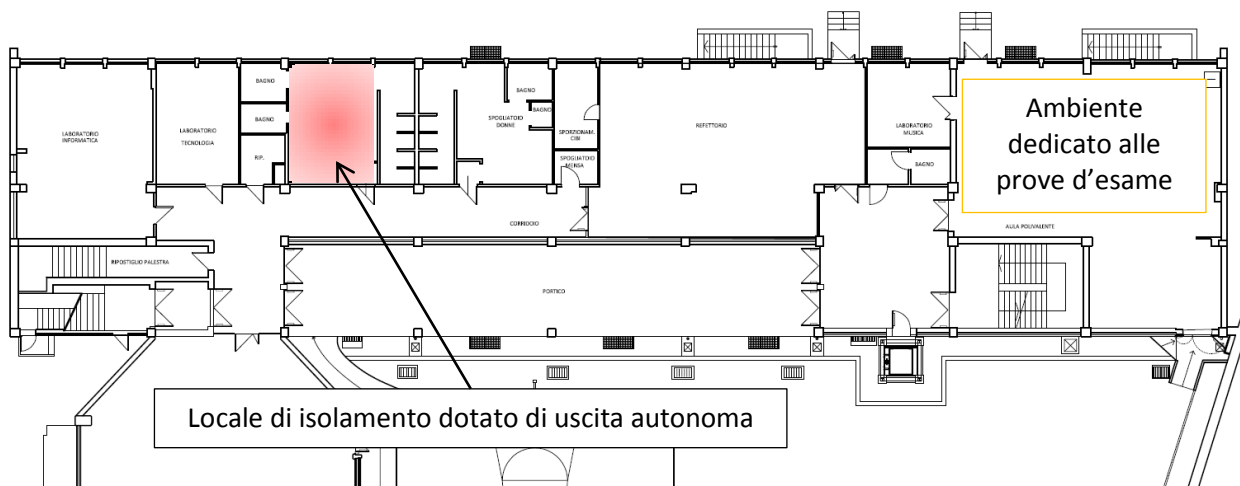 BAGNO
BAGNO
LABORATORIO
INFORMATICA
LABORATORIO
TECNOLOGIA
RIP.
SPOGLIATOIO
DONNE
BAGNO
BAGNO
SPORZIONAM.
CIBI
SPOGLIATOIO
MENSA
REFETTORIO
LABORATORIO
MUSICA
BAGNO
Ambiente
dedicato alle
prove d’esame
AULA POLIVALENTE
CORRIDOIO
RIPOSTIGLIO PALESTRA
PORTICO
Locale di isolamento dotato di uscita autonoma